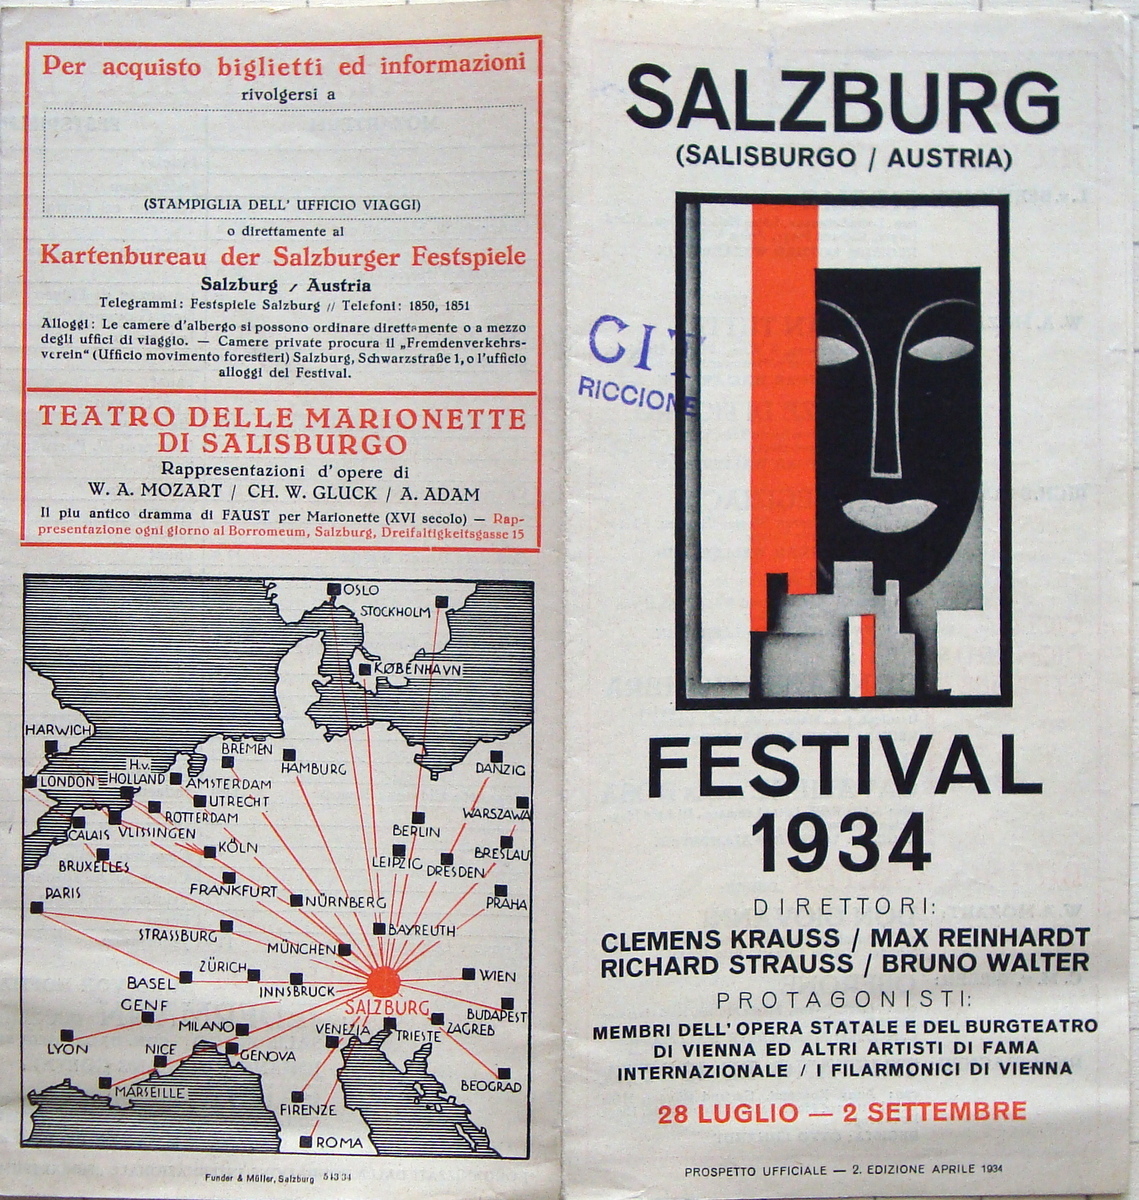 Per acquisto biglietti ed informazioni
rivolgersi a
(STAMPIGLIA DELL' UFFICIO VIAGGI)
o direttamente al
Kartenbureau der Salzburger Festspiele
Salzburg / Austria
Telegrammi: Festspiele Salzburg // Telefoni: 1850, 1851
Alloggi: Le camere d'albergo si possono ordinare direttamente o a mezzo
degli uffici di viaggio. — Camere private procura il „Fremdenverkehrs-
verein" (Ufficio movimento forestieri) Salzburg, Schwarzstraße 1, o l'ufficio
alloggi del Festival.
TEATRO DELLE MARIONETTE
DI SALISBURGO
Rappresentazioni d'opere di
W. A. MOZART / CH. W. GLUCK / A. ADAM
Il piu antico dramma di FAUST per Marionette (XVI secolo) — Rap-
presentazione ogni giorno al Borromeum, Salzburg, Dreifaltigkeitsgasse 15
OSLO
STOCKHOLM
KØBENHAVN
HARWICH
BREMEN
HAMBURG
DANZIG
LONDON
H.v.
HOLLAND
AMSTERDAM
UTRECHT
ROTTERDAM
WARSZAWA
CALAIS
VLISSINGEN
BERLIN
KÖLN
BRUXELLES
LEIPZIG
DRESDEN
BRESLAU
PARIS
FRANKFURT
NÜRNBERG
PRAHA
STRASSBURG
MÜNCHEN
BAYREUTH
ZÜRICH
BASEL
INNSBRUCK
WIEN
SALZBURG
GENF
BUDAPEST
MILANO
VENEZIA
TRIESTE
ZAGREB
LYON
NICE
GENOVA
MARSEILLE
BEOGRAD
FIRENZE
ROMA
Funder & Müller, Salzburg 543 34
SALZBURG
(SALISBURGO / AUSTRIA)
CIT
RICCIONE
FESTIVAL
1934
DIRETTORI:
CLEMENS KRAUSS / MAX REINHARDT
RICHARD STRAUSS / BRUNO WALTER
PROTAGONISTI:
MEMBRI DELL' OPERA STATALE E DEL BURGTEATRO
DI VIENNA ED ALTRI ARTISTI DI FAMA
INTERNAZIONALE / I FILARMONICI DI VIENNA
28 LUGLIO — 2 SETTEMBRE
PROSPETTO UFFICIALE — 2. EDIZIONE APRILE 1934